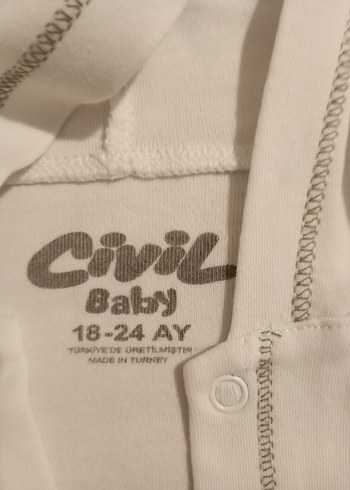 Civil
Baby
18-24 AY
TÜRKİYE'DE ÜRETİLMİŞTİR
MADE IN TURKEY